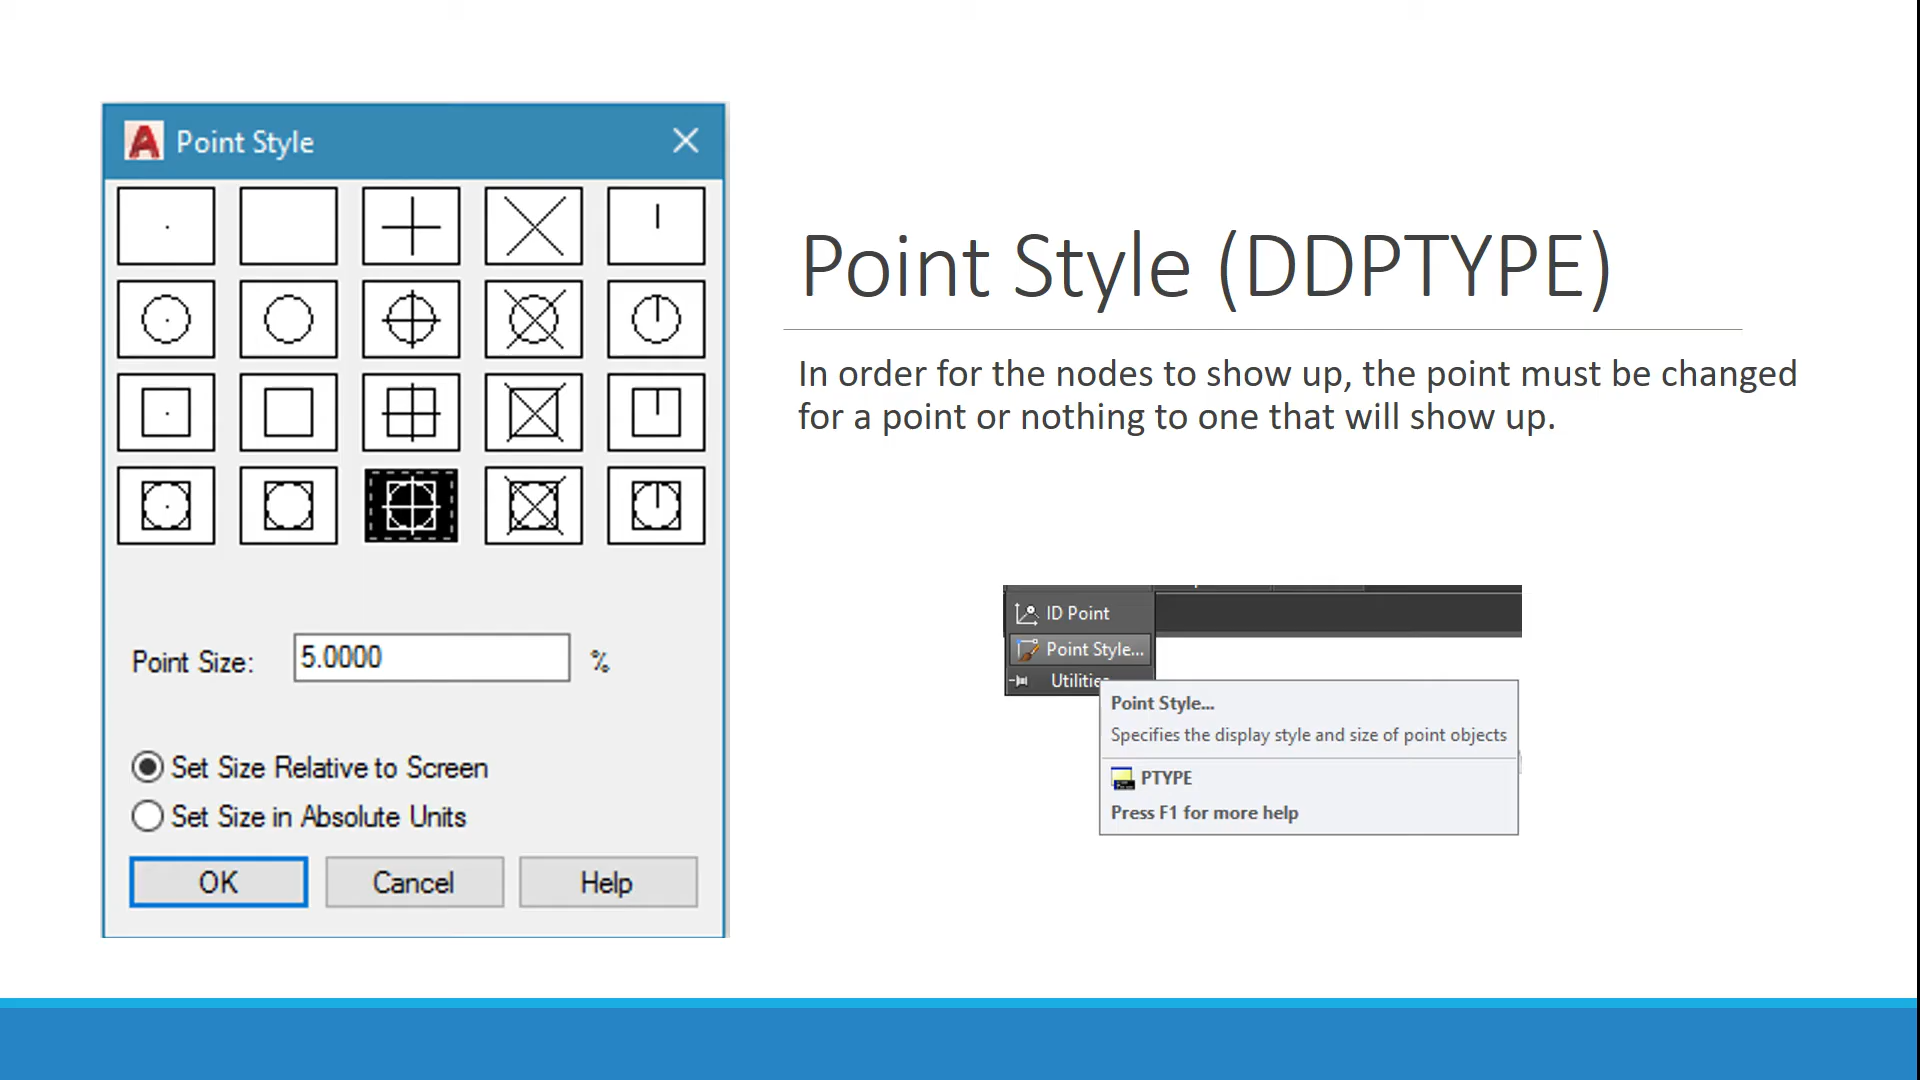 Point Style
Point Size: 5.0000 %
Set Size Relative to Screen
Set Size in Absolute Units
OK Cancel Help
Point Style (DDPTYPE)
In order for the nodes to show up, the point must be changed
for a point or nothing to one that will show up.
ID Point
Point Style...
Utilities
Point Style...
Specifies the display style and size of point objects
PTYPE
Press F1 for more help